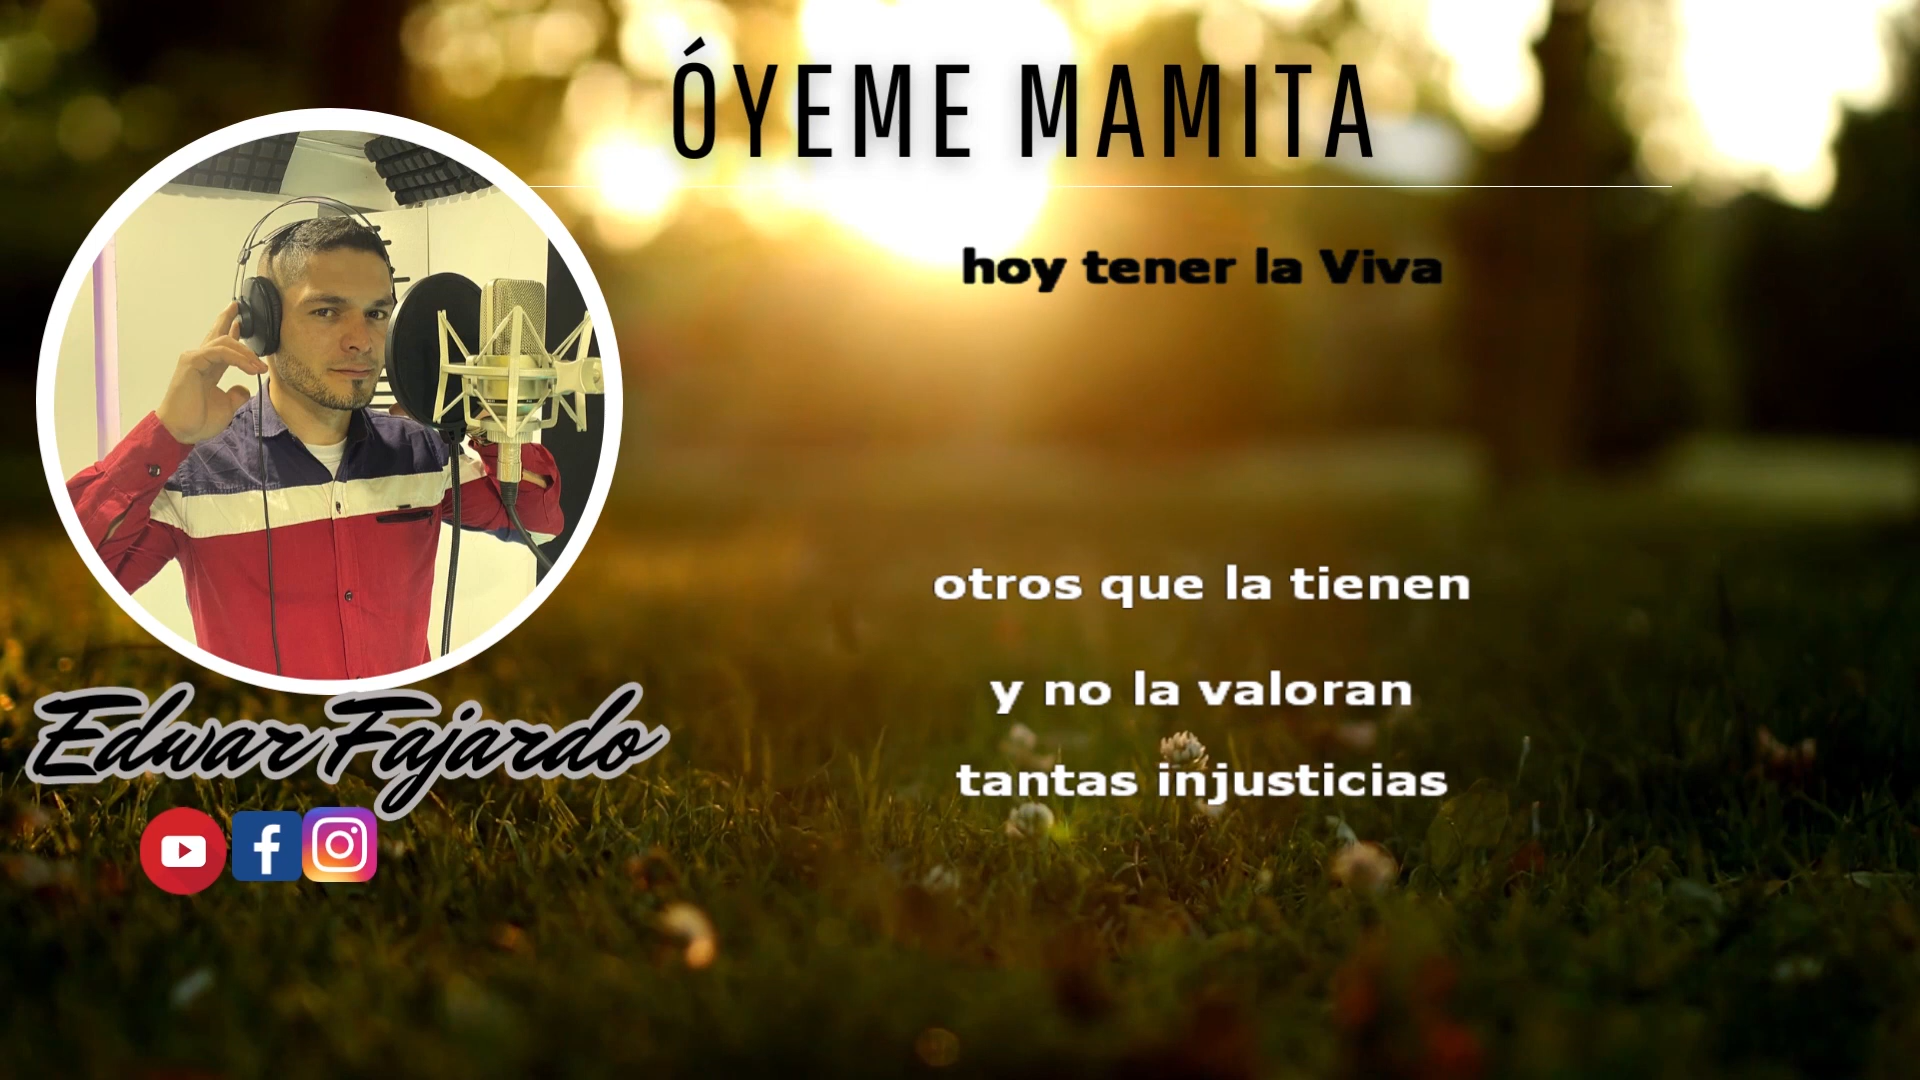 ÓYEME MAMITA
hoy tener la Viva
otros que la tienen
y no la valoran
tantas injusticias
Edwar Fajardo